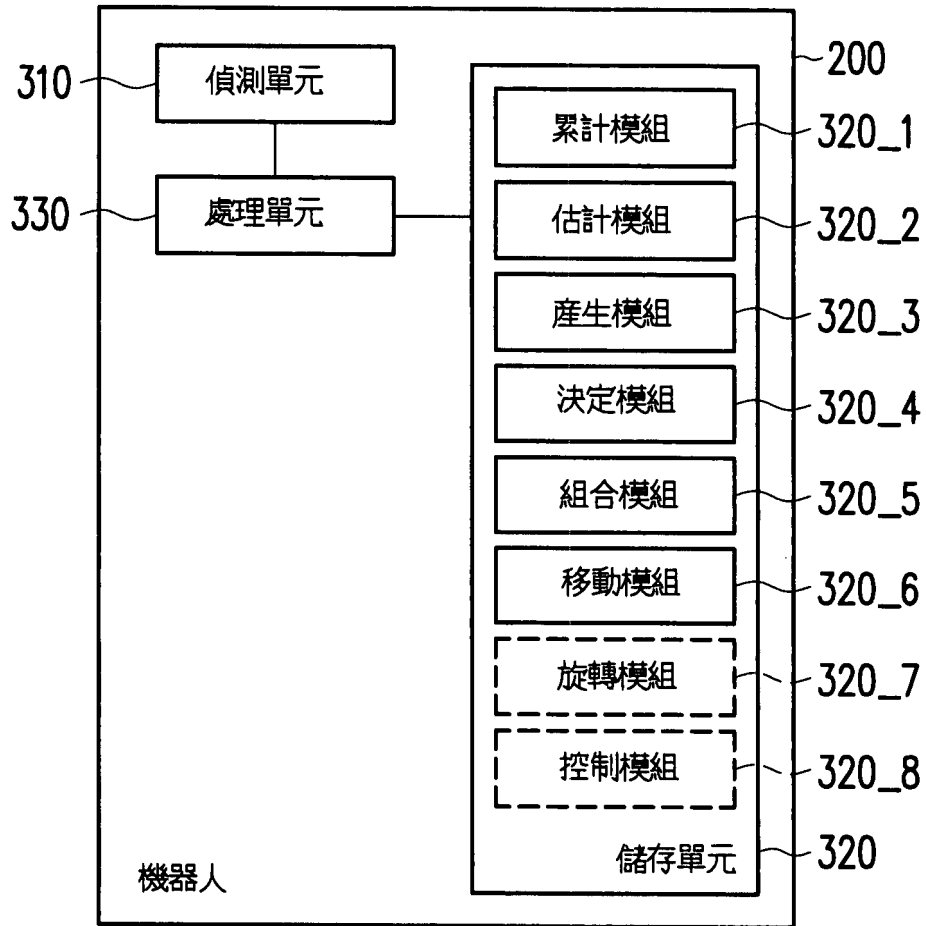 200
310
偵測單元
330
處理單元
累計模組
320_1
估計模組
320_2
產生模組
320_3
決定模組
320_4
組合模組
320_5
移動模組
320_6
旋轉模組
320_7
控制模組
320_8
儲存單元
320
機器人